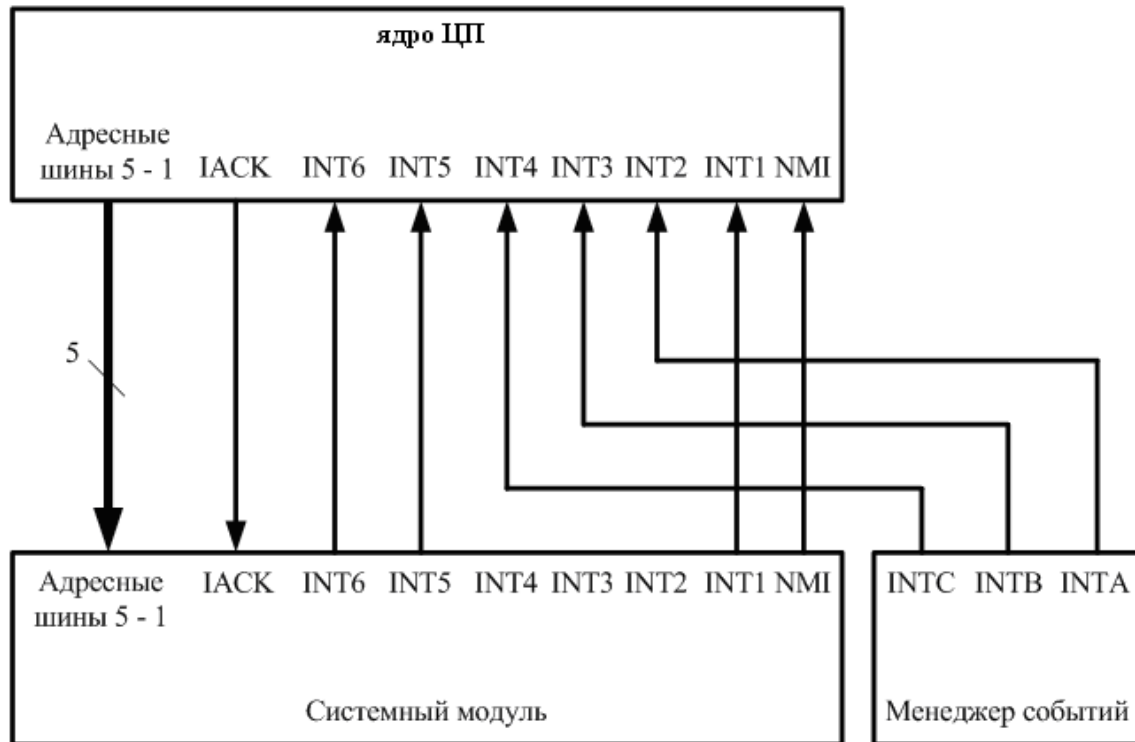 ядро ЦП
Адресные
шины 5 - 1 IACK INT6 INT5 INT4 INT3 INT2 INT1 NMI
5
Адресные IACK INT6 INT5 INT4 INT3 INT2 INT1 NMI INTC INTB INTA
шины 5 - 1
Системный модуль Менеджер событий